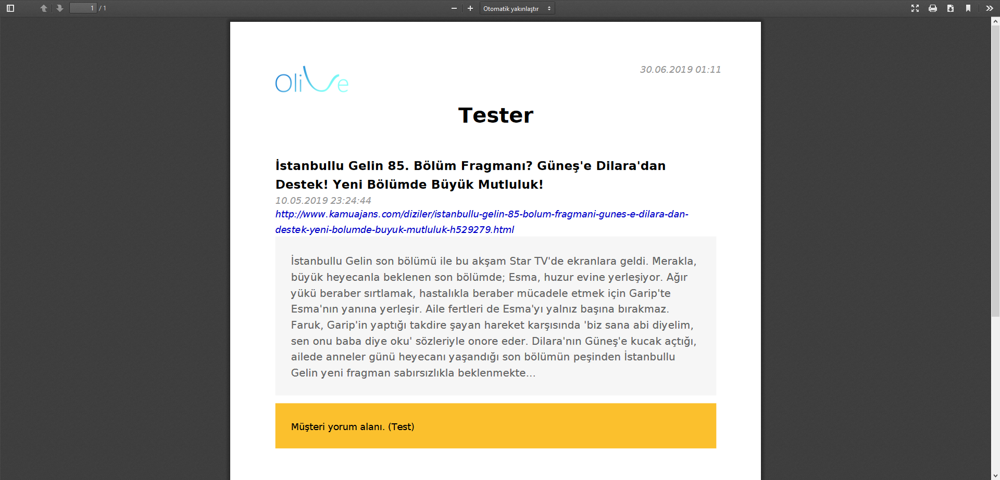 1 / 1
Otomatik yakınlaştır
Olive
30.06.2019 01:11
Tester
İstanbullu Gelin 85. Bölüm Fragmanı? Güneş'e Dilara'dan
Destek! Yeni Bölümde Büyük Mutluluk!
10.05.2019 23:24:44
http://www.kamuajans.com/diziler/istanbullu-gelin-85-bolum-fragmani-gunes-e-dilara-dan-
destek-yeni-bolumde-buyuk-mutluluk-h529279.html
İstanbullu Gelin son bölümü ile bu akşam Star TV'de ekranlara geldi. Merakla,
büyük heyecanla beklenen son bölümde; Esma, huzur evine yerleşiyor. Ağır
yükü beraber sırtlamak, hastalıkla beraber mücadele etmek için Garip'te
Esma'nın yanına yerleşir. Aile fertleri de Esma'yı yalnız başına bırakmaz.
Faruk, Garip'in yaptığı takdire şayan hareket karşısında 'biz sana abi diyelim,
sen onu baba diye oku' sözleriyle onore eder. Dilara'nın Güneş'e kucak açtığı,
ailede anneler günü heyecanı yaşandığı son bölümün peşinden İstanbullu
Gelin yeni fragman sabırsızlıkla beklenmekte...
Müşteri yorum alanı. (Test)